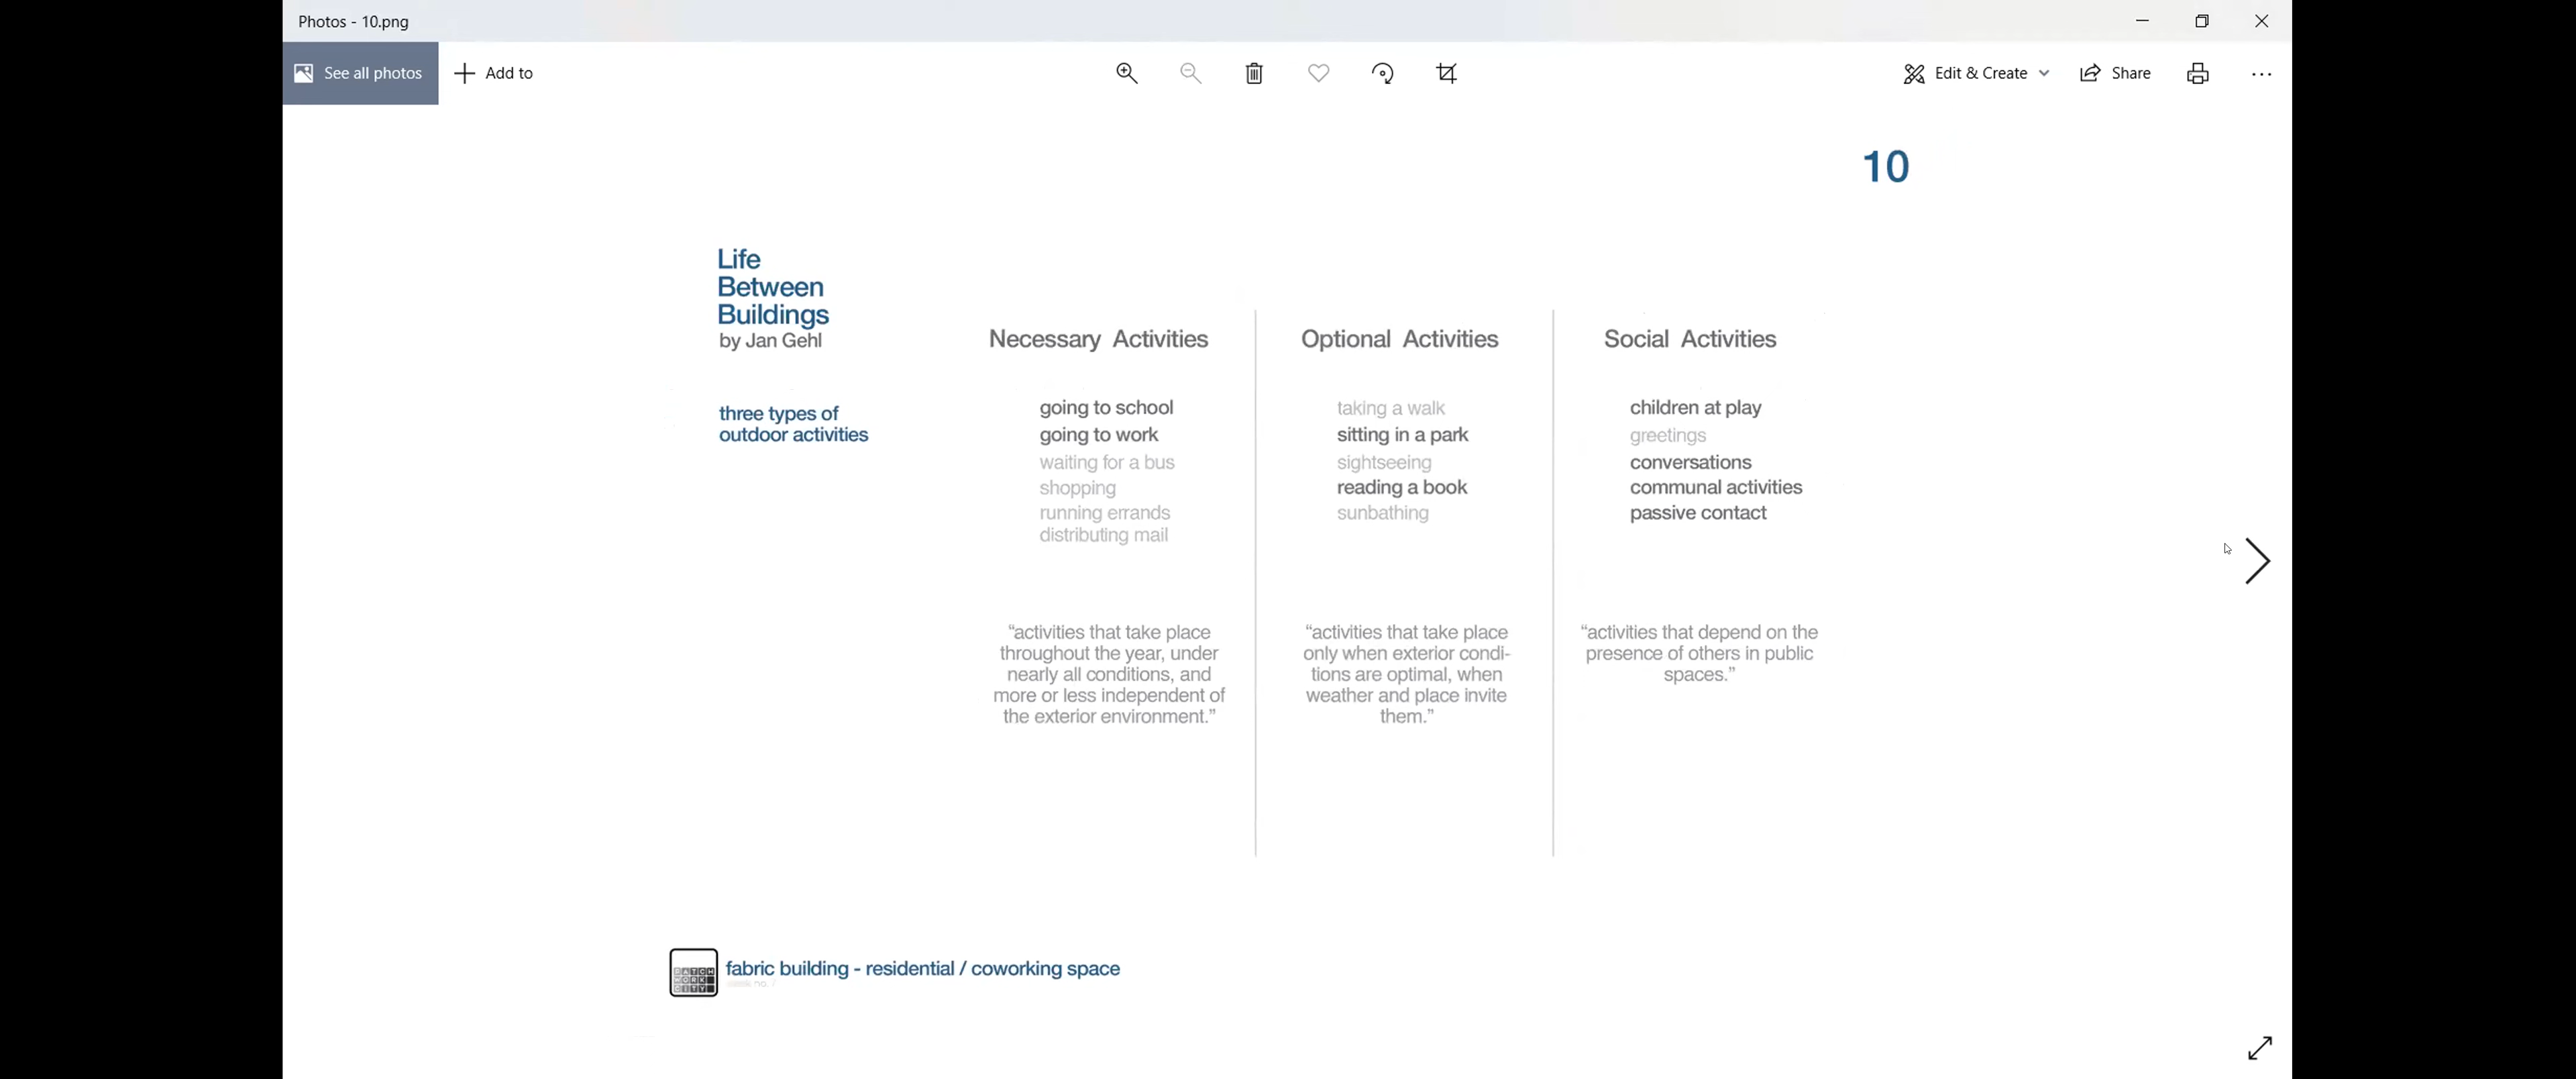 Photos - 10.png
See all photos
Add to
Edit & Create
Share
10
Life
Between
Buildings
by Jan Gehl
three types of
outdoor activities
Necessary Activities
going to school
going to work
waiting for a bus
shopping
running errands
distributing mail
“activities that take place
throughout the year, under
nearly all conditions, and
more or less independent of
the exterior environment.”
Optional Activities
taking a walk
sitting in a park
sightseeing
reading a book
sunbathing
“activities that take place
only when exterior condi-
tions are optimal, when
weather and place invite
them.”
Social Activities
children at play
greetings
conversations
communal activities
passive contact
“activities that depend on the
presence of others in public
spaces.”
PATCH
WORK
CITY
fabric building - residential / coworking space